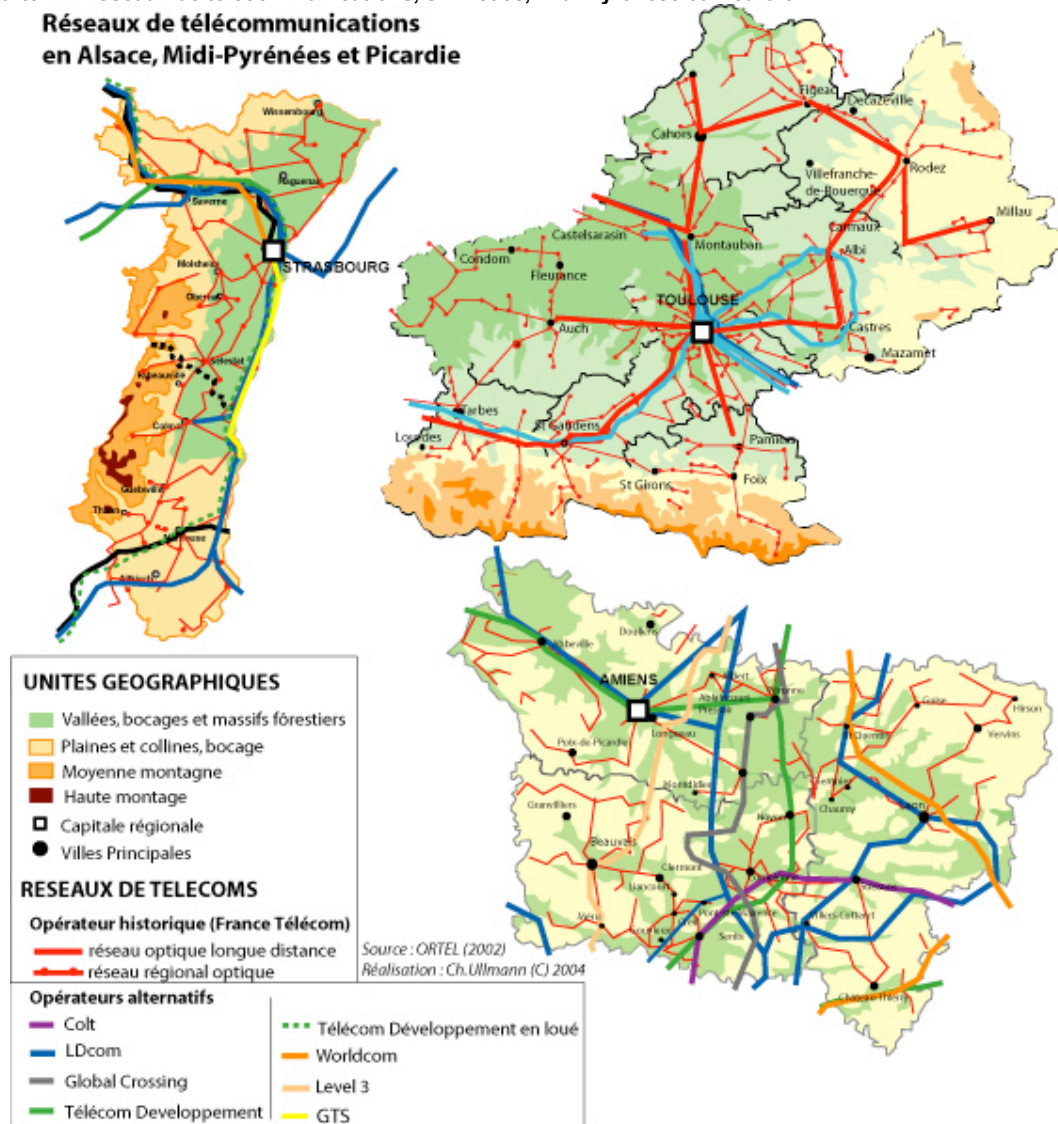 Réseaux de télécommunications
en Alsace, Midi-Pyrénées et Picardie
Wissembourg
Haguenau
Saverne
STRASBOURG
Molsheim
Obernai
Sélestat
Ribeauvillé
Colmar
Guebwiller
Thann
Mulhouse
Altkirch
Figeac
Decazeville
Cahors
Rodez
Villefranche-
de-Rouergue
Millau
Carmaux
Castelsarasin
Montauban
Albi
Condom
Fleurance
TOULOUSE
Auch
Castres
Mazamet
Tarbes
St Gaudens
Lourdes
Pamiers
St Girons
Foix
Abbeville
Doullens
AMIENS
Albert
Péronne
Longueau
Guise
Hirson
St Quentin
Vervins
Poix-de-Picardie
Montdidier
Chaumy
Laon
Granvilliers
Noyon
Beauvais
Clermont
Liancourt
Soissons
Méru
Creil
Senlis
Villers-Cotteret
Château-Thierry
UNITES GEOGRAPHIQUES
Vallées, bocages et massifs fôrestiers
Plaines et collines, bocage
Moyenne montagne
Haute montage
Capitale régionale
Villes Principales
RESEAUX DE TELECOMS
Opérateur historique (France Télécom)
réseau optique longue distance
réseau régional optique
Source : ORTEL (2002)
Réalisation : Ch.Ullmann (C) 2004
Opérateurs alternatifs
Colt
LDcom
Global Crossing
Télécom Developpement
Télécom Développement en loué
Worldcom
Level 3
GTS